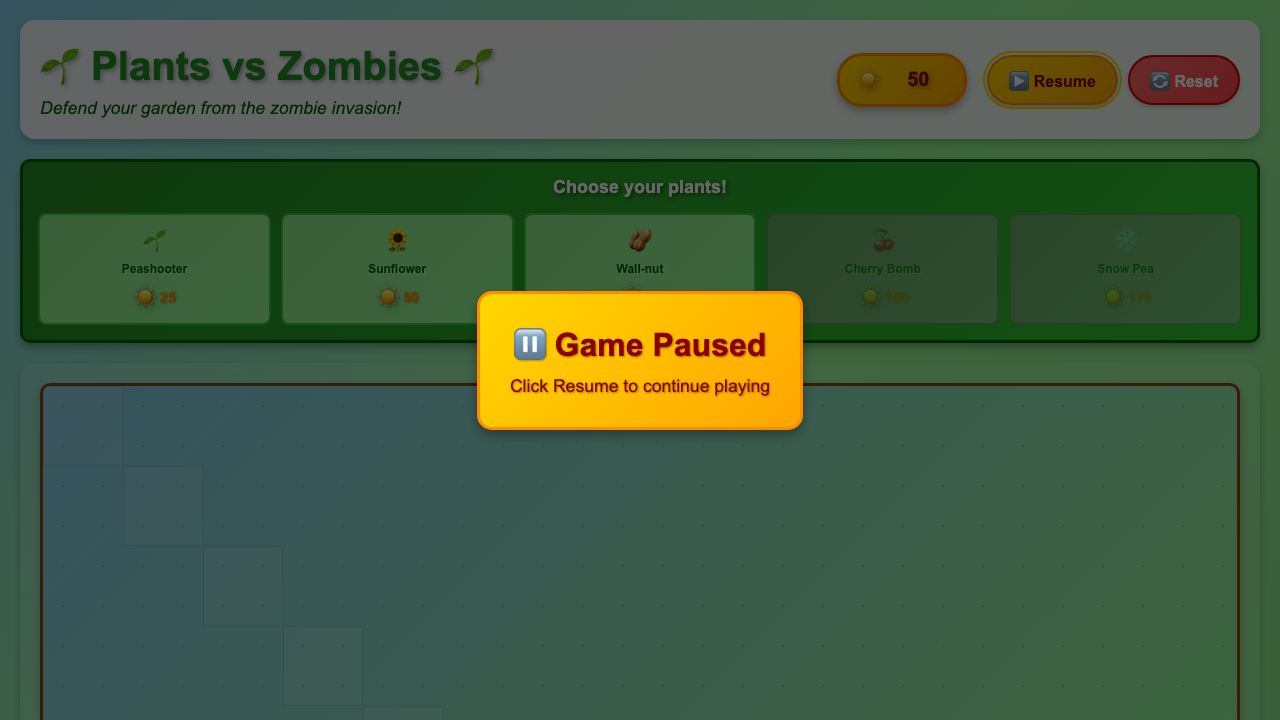 🌱 Plants vs Zombies 🌱
Defend your garden from the zombie invasion!
50
▶️ Resume
🔄 Reset
Choose your plants!
Peashooter
25
Sunflower
50
Wall-nut
Cherry Bomb
150
Snow Pea
175
⏸️ Game Paused
Click Resume to continue playing